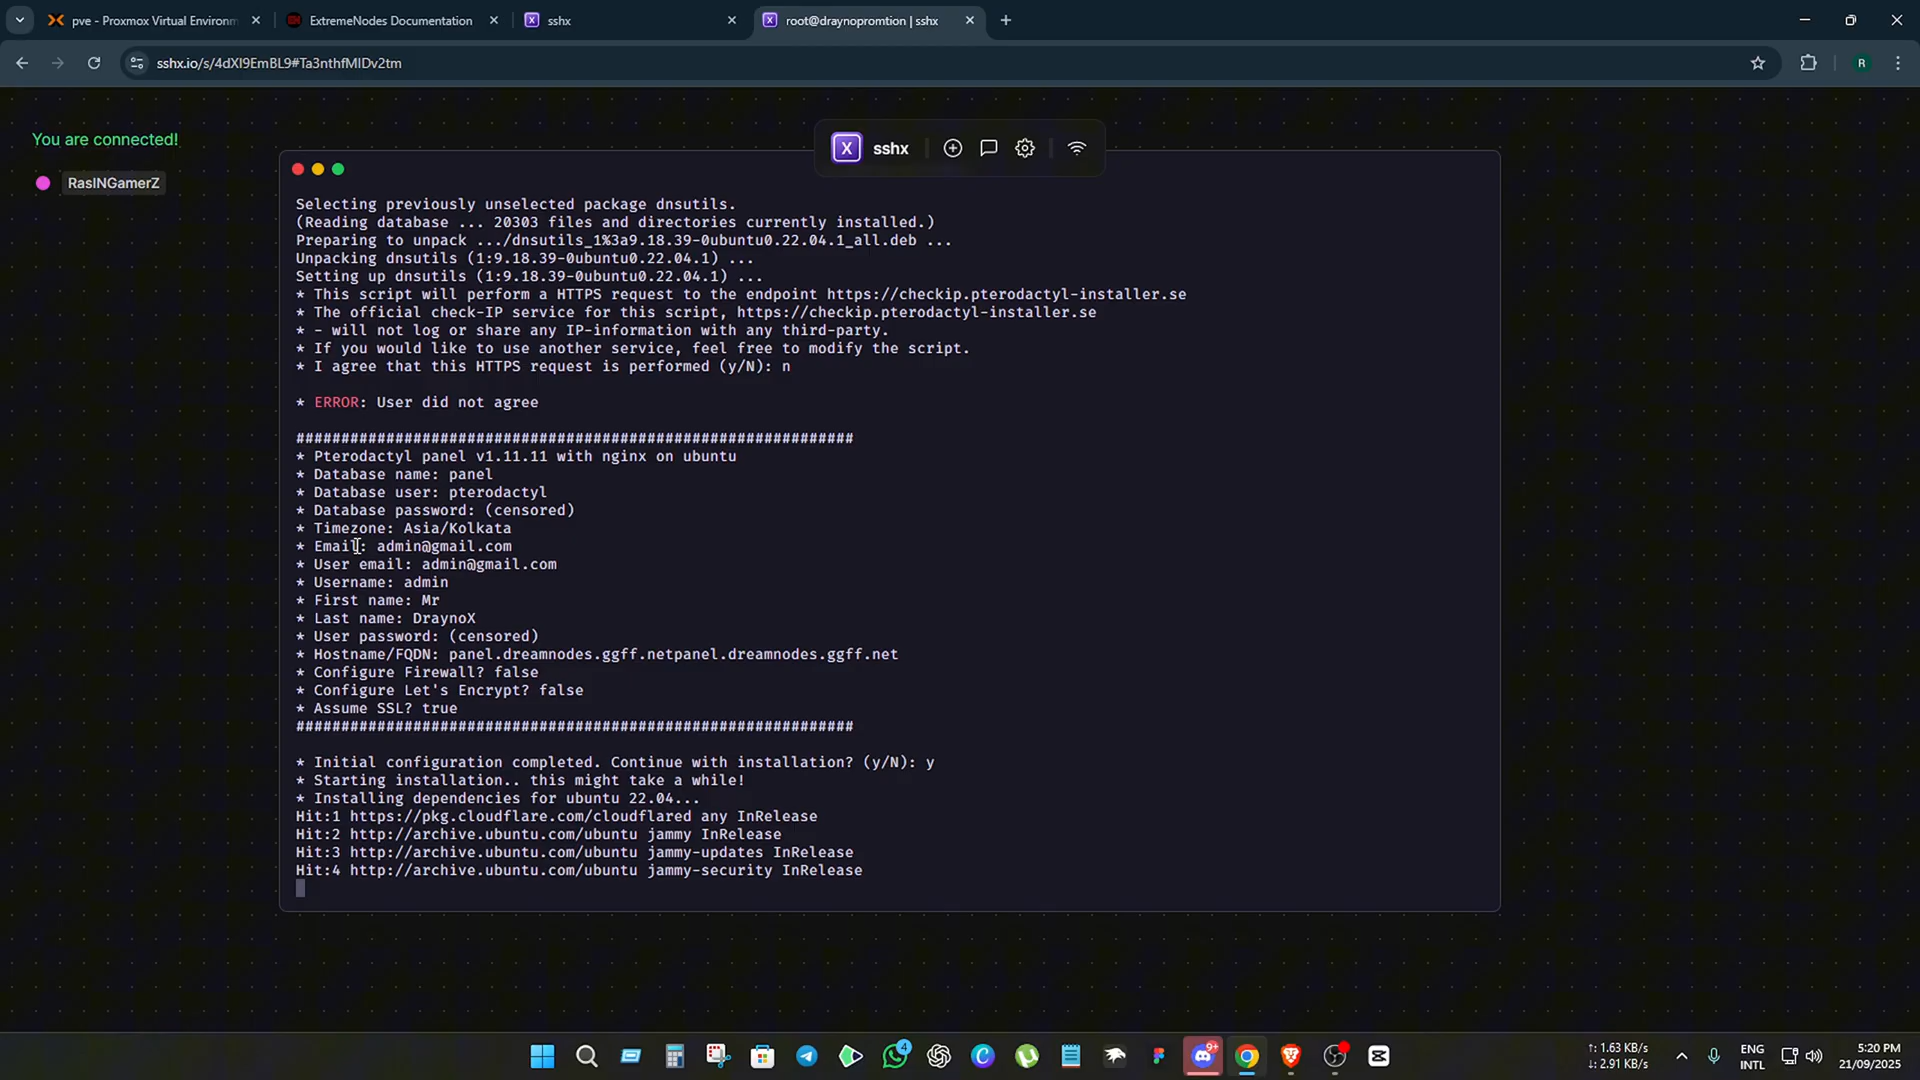 pve - Proxmox Virtual Environm
ExtremeNodes Documentation
sshx
root@draynopromtion | sshx
sshx.io/s/4dXI9EmBL9#Ta3nthfMIDv2tm
R
You are connected!
RasINGamerZ
X sshx
Selecting previously unselected package dnsutils.
(Reading database ... 20303 files and directories currently installed.)
Preparing to unpack .../dnsutils_1%3a9.18.39-0ubuntu0.22.04.1_all.deb ...
Unpacking dnsutils (1:9.18.39-0ubuntu0.22.04.1) ...
Setting up dnsutils (1:9.18.39-0ubuntu0.22.04.1) ...
* This script will perform a HTTPS request to the endpoint https://checkip.pterodactyl-installer.se
* The official check-IP service for this script, https://checkip.pterodactyl-installer.se
* - will not log or share any IP-information with any third-party.
* If you would like to use another service, feel free to modify the script.
* I agree that this HTTPS request is performed (y/N): n
* ERROR: User did not agree
##############################################################
* Pterodactyl panel v1.11.11 with nginx on ubuntu
* Database name: panel
* Database user: pterodactyl
* Database password: (censored)
* Timezone: Asia/Kolkata
* Email: admin@gmail.com
* User email: admin@gmail.com
* Username: admin
* First name: Mr
* Last name: DraynoX
* User password: (censored)
* Hostname/FQDN: panel.dreamnodes.ggff.netpanel.dreamnodes.ggff.net
* Configure Firewall? false
* Configure Let's Encrypt? false
* Assume SSL? true
##############################################################
* Initial configuration completed. Continue with installation? (y/N): y
* Starting installation.. this might take a while!
* Installing dependencies for ubuntu 22.04...
Hit:1 https://pkg.cloudflare.com/cloudflared any InRelease
Hit:2 http://archive.ubuntu.com/ubuntu jammy InRelease
Hit:3 http://archive.ubuntu.com/ubuntu jammy-updates InRelease
Hit:4 http://archive.ubuntu.com/ubuntu jammy-security InRelease
4
9+
↑: 1.63 KB/s
↓: 2.91 KB/s
ENG
INTL
5:20 PM
21/09/2025